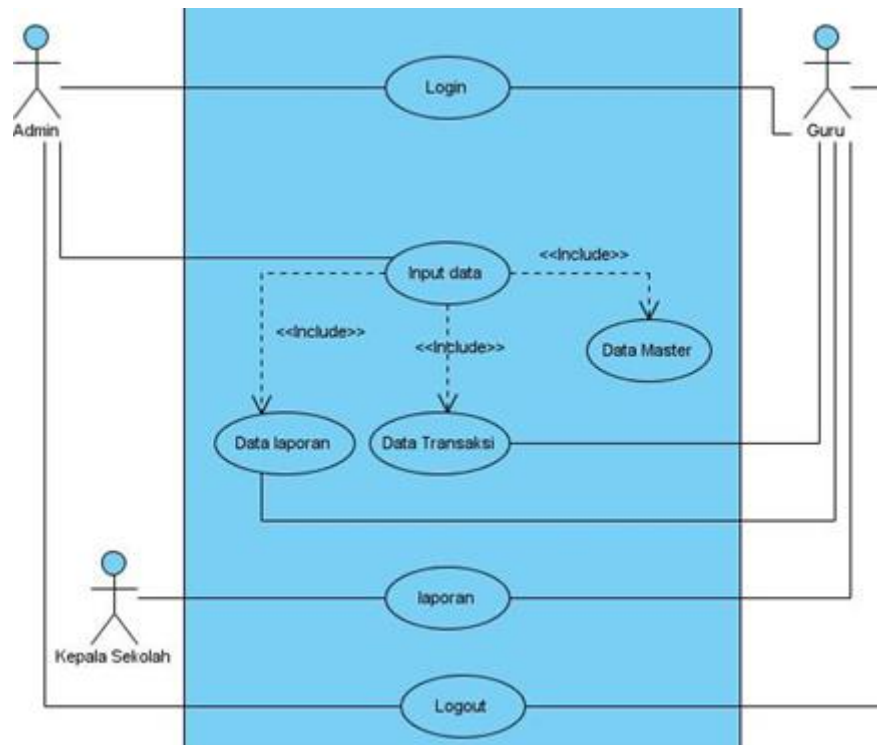 Login
Admin
Guru
<<Include>>
Input data
<<Include>>
<<Include>>
Data Master
Data laporan
Data Transaksi
laporan
Kepala Sekolah
Logout